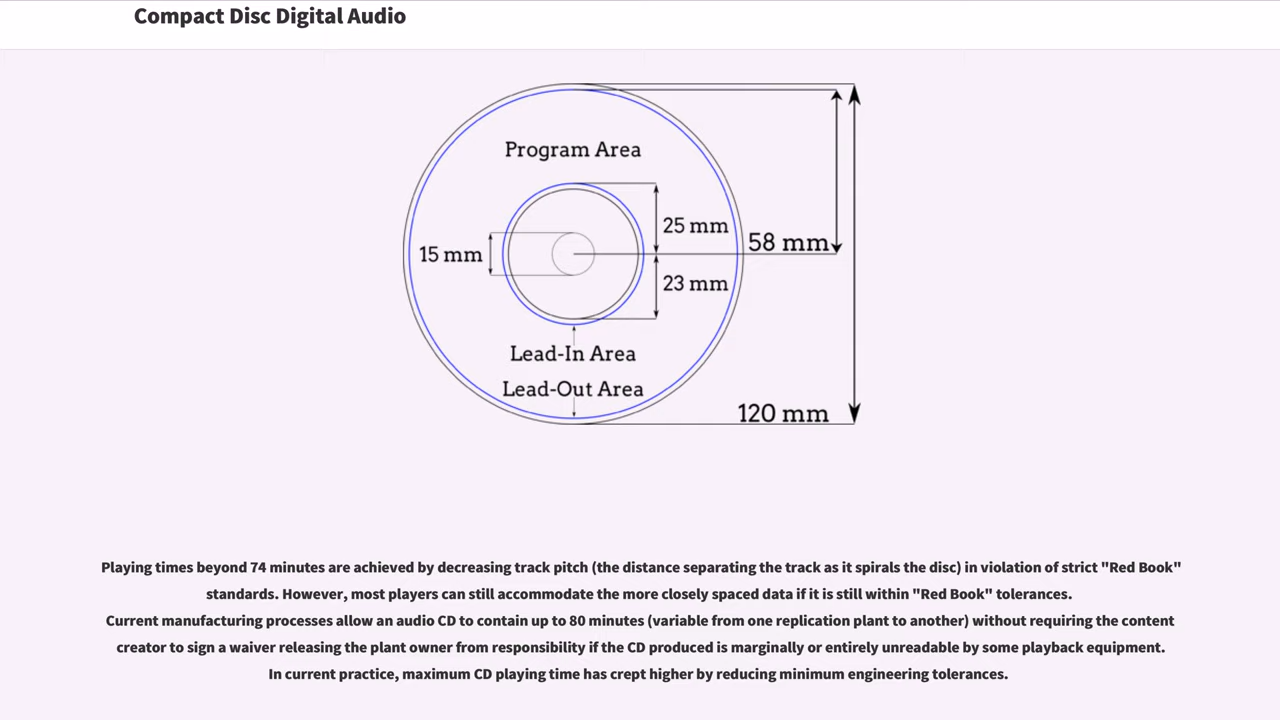 Compact Disc Digital Audio
Program Area
25 mm
58 mm
15 mm
23 mm
Lead-In Area
Lead-Out Area
120 mm
Playing times beyond 74 minutes are achieved by decreasing track pitch (the distance separating the track as it spirals the disc) in violation of strict "Red Book"
standards. However, most players can still accommodate the more closely spaced data if it is still within "Red Book" tolerances.
Current manufacturing processes allow an audio CD to contain up to 80 minutes (variable from one replication plant to another) without requiring the content
creator to sign a waiver releasing the plant owner from responsibility if the CD produced is marginally or entirely unreadable by some playback equipment.
In current practice, maximum CD playing time has crept higher by reducing minimum engineering tolerances.